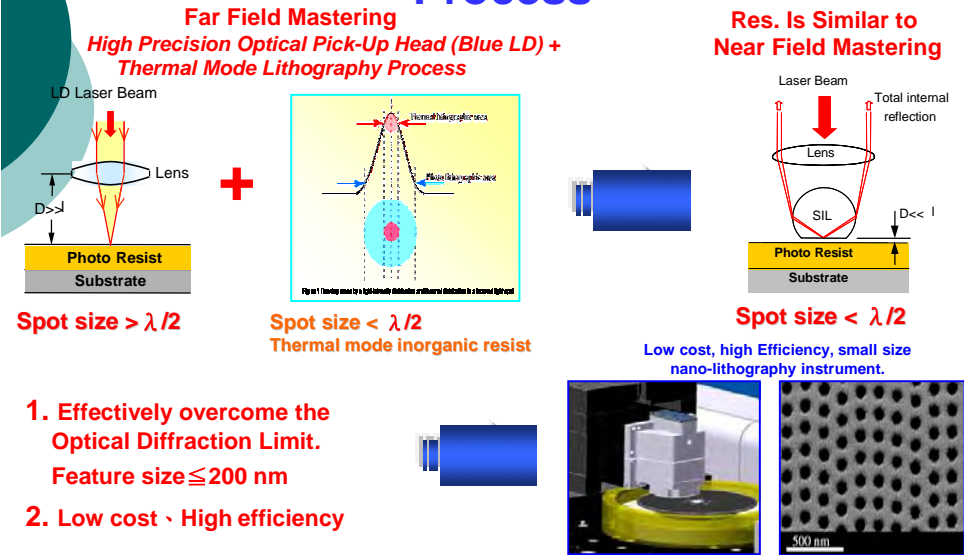 Process
Far Field Mastering
High Precision Optical Pick-Up Head (Blue LD) +
Thermal Mode Lithography Process
Res. Is Similar to
Near Field Mastering
LD Laser Beam
Lens
D>>l
Photo Resist
Substrate
Spot size > λ/2
+
Spot size < λ/2
Thermal mode inorganic resist
Laser Beam
Total internal
reflection
Lens
SIL
D<< l
Photo Resist
Substrate
Spot size < λ/2
Low cost, high Efficiency, small size
nano-lithography instrument.
1. Effectively overcome the
Optical Diffraction Limit.
Feature size≦200 nm
2. Low cost、High efficiency
500 nm